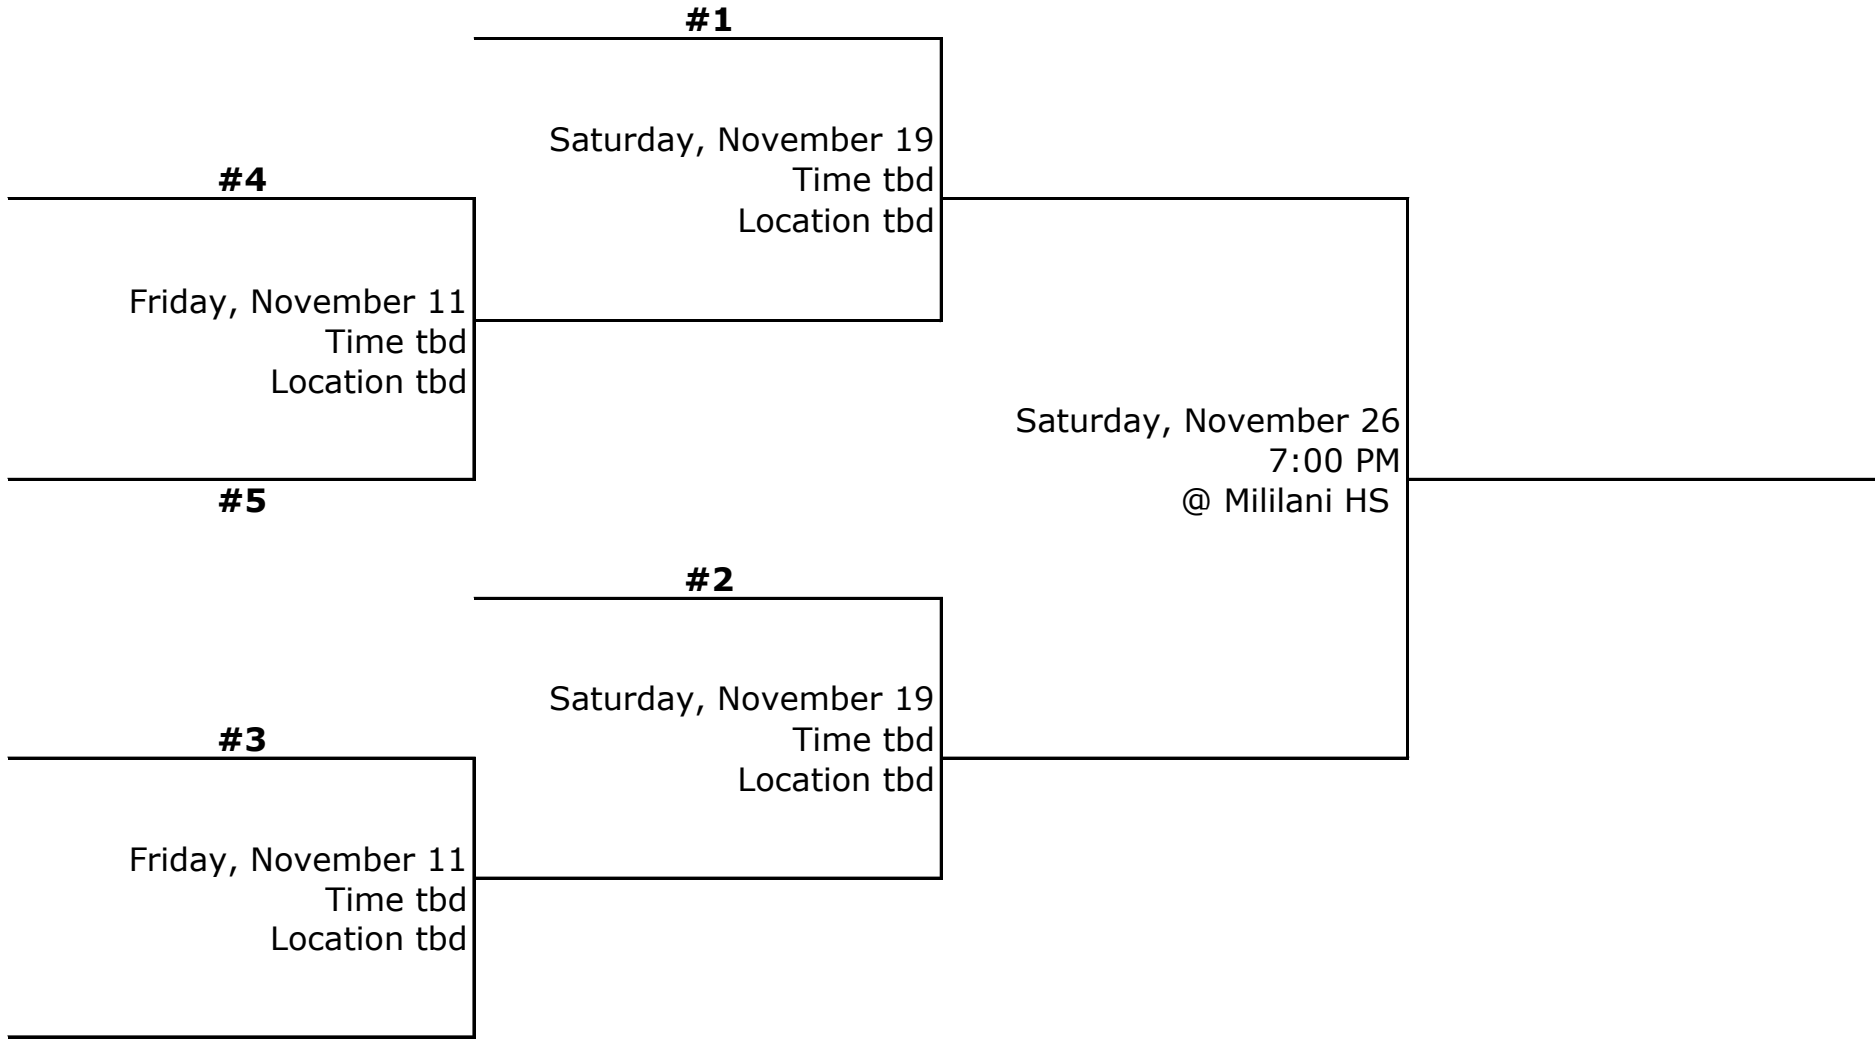 #1
Saturday, November 19
Time tbd
Location tbd
#4
Friday, November 11
Time tbd
Location tbd
#5
Saturday, November 26
7:00 PM
@ Mililani HS
#2
Saturday, November 19
Time tbd
Location tbd
#3
Friday, November 11
Time tbd
Location tbd